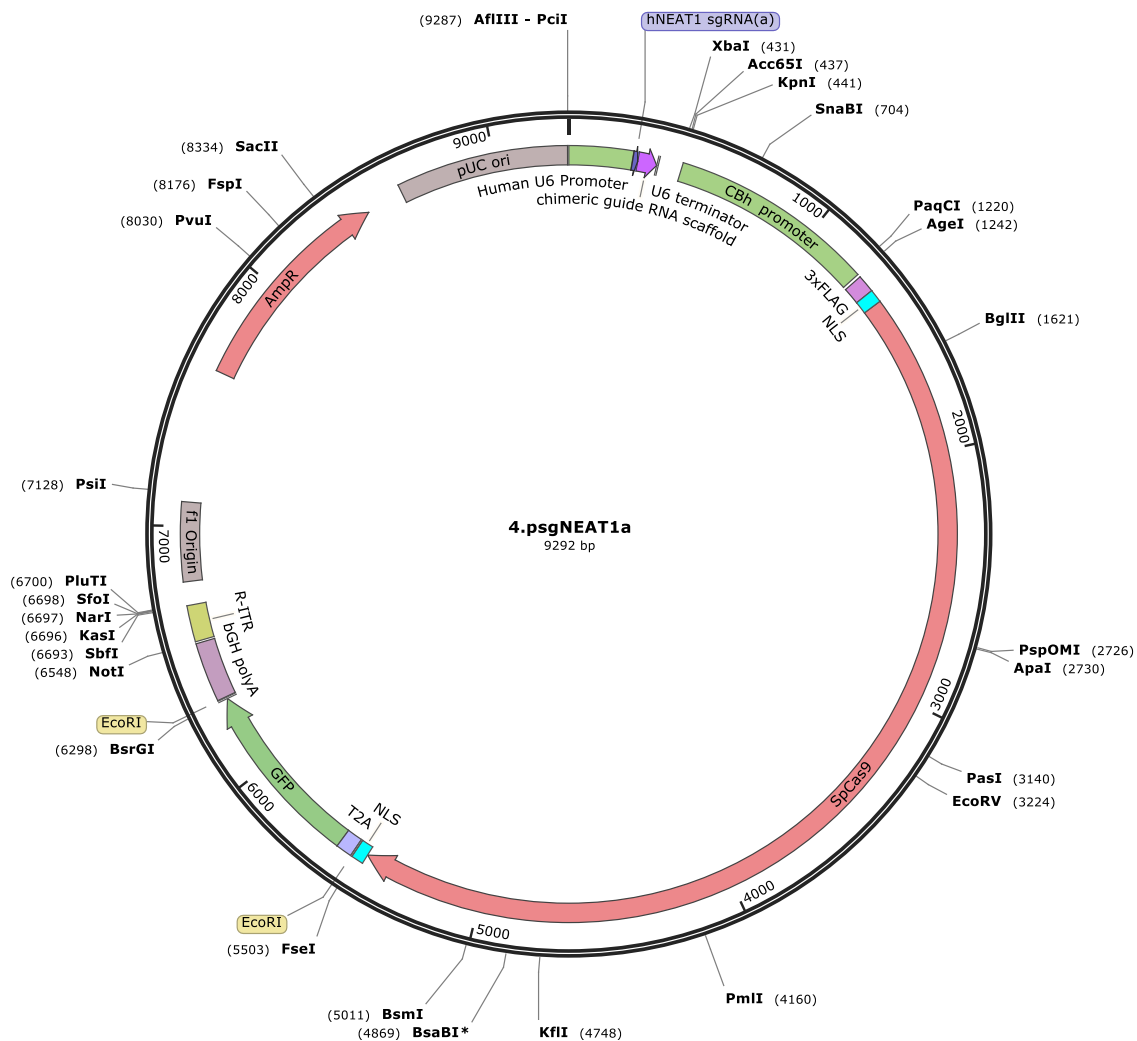 (9287) AflIII - PciI
hNEAT1 sgRNA(a)
XbaI (431)
Acc65I (437)
KpnI (441)
SnaBI (704)
PaqCI (1220)
AgeI (1242)
BglII (1621)
PspOMI (2726)
ApaI (2730)
PasI (3140)
EcoRV (3224)
PmlI (4160)
KflI (4748)
(4869) BsaBI*
(5011) BsmI
(5503) FseI
EcoRI
(6298) BsrGI
EcoRI
(6548) NotI
(6693) SbfI
(6696) KasI
(6697) NarI
(6698) SfoI
(6700) PluTI
(7128) PsiI
(8030) PvuI
(8176) FspI
(8334) SacII
1000
2000
3000
4000
5000
6000
7000
8000
9000
pUC ori
Human U6 Promoter
chimeric guide RNA scaffold
U6 terminator
CBh promoter
3xFLAG
NLS
SpCas9
NLS
T2A
GFP
bGH polyA
R-ITR
f1 Origin
AmpR
4.psgNEAT1a
9292 bp